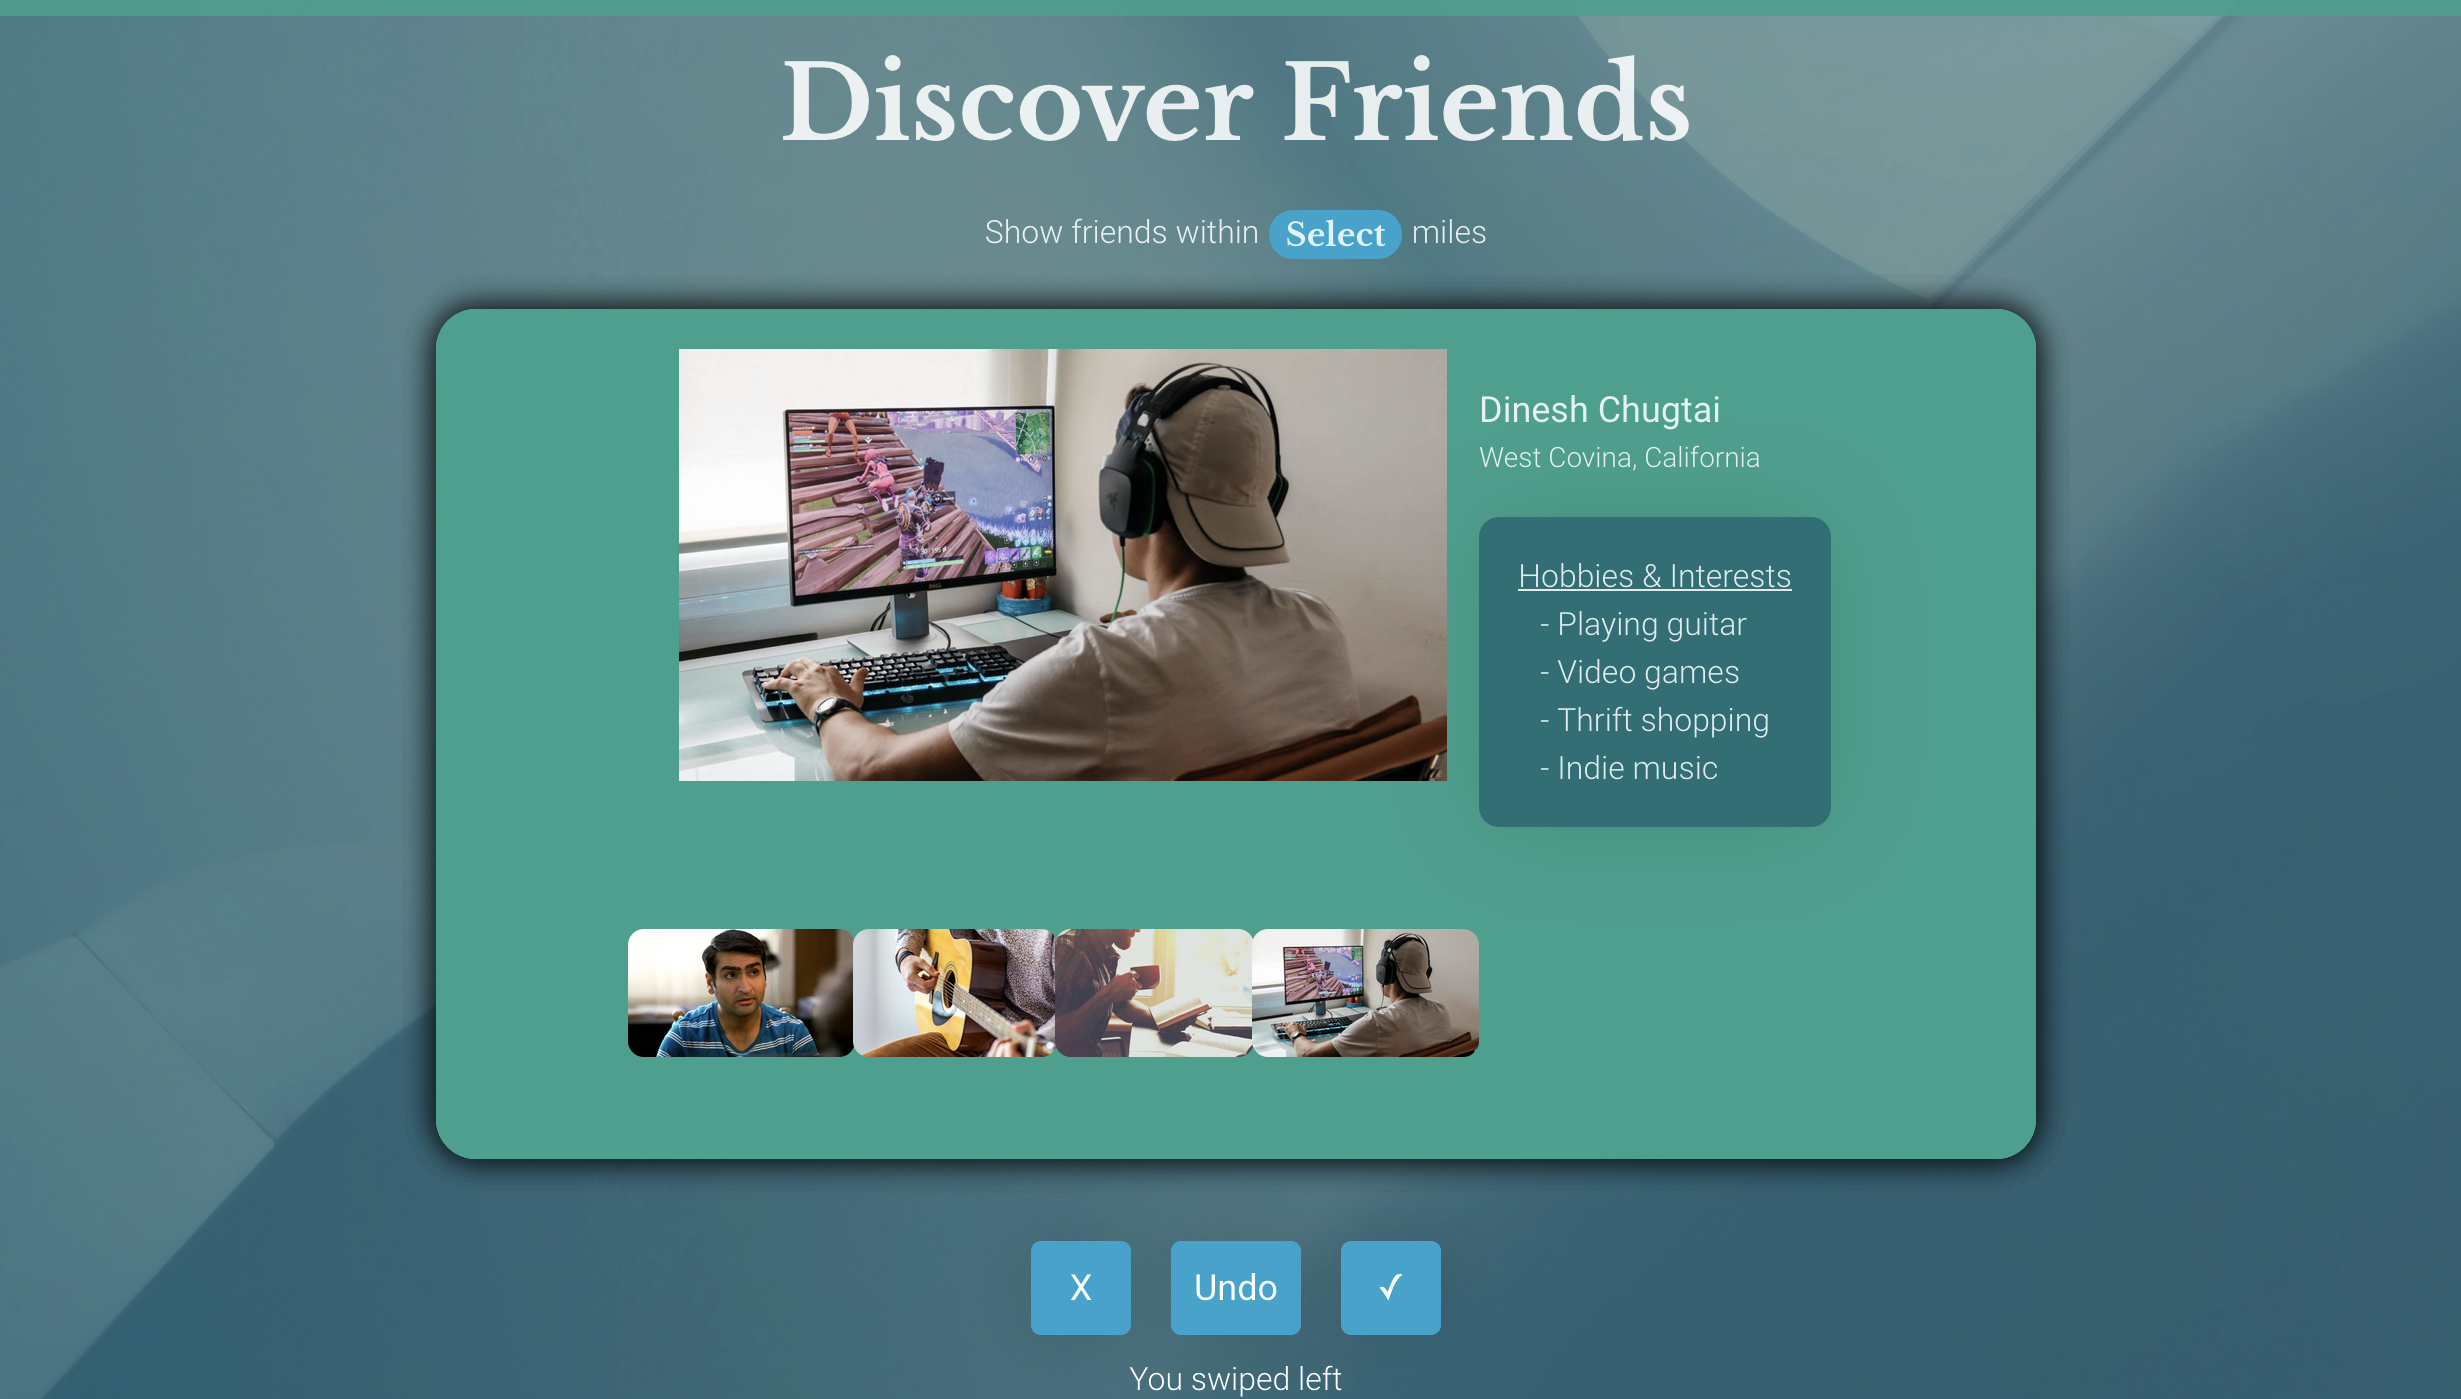 Discover Friends
Show friends within Select miles
Dinesh Chugtai
West Covina, California
Hobbies & Interests
- Playing guitar
- Video games
- Thrift shopping
- Indie music
X
Undo
✓
You swiped left